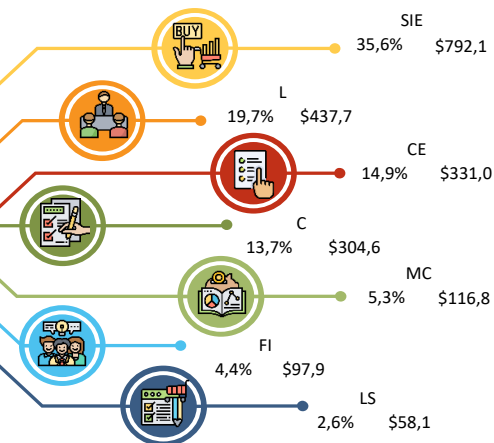 SIE
BUY
35,6% $792,1
L
19,7% $437,7
CE
14,9% $331,0
C
13,7% $304,6
MC
5,3% $116,8
FI
4,4% $97,9
LS
2,6% $58,1